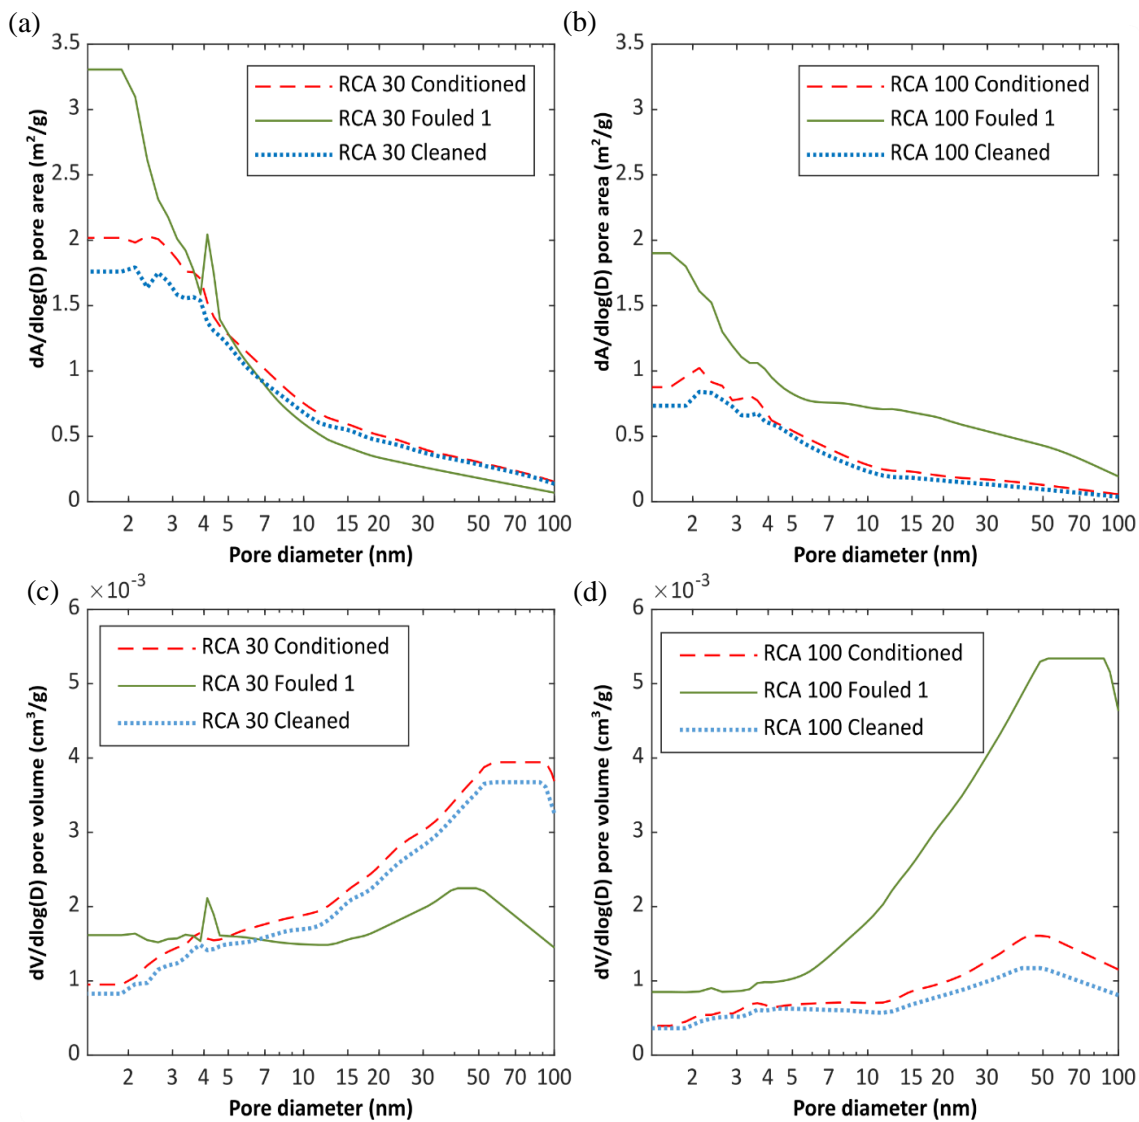 (a)
3.5
3
2.5
2
1.5
1
0.5
0
dA/dlog(D) pore area (m²/g)
RCA 30 Conditioned
RCA 30 Fouled 1
RCA 30 Cleaned
2 3 4 5 7 10 15 20 30 50 70 100
Pore diameter (nm)
(b)
3.5
3
2.5
2
1.5
1
0.5
0
dA/dlog(D) pore area (m²/g)
RCA 100 Conditioned
RCA 100 Fouled 1
RCA 100 Cleaned
2 3 4 5 7 10 15 20 30 50 70 100
Pore diameter (nm)
(c)
×10⁻³
6
5
4
3
2
1
0
dV/dlog(D) pore volume (cm³/g)
RCA 30 Conditioned
RCA 30 Fouled 1
RCA 30 Cleaned
2 3 4 5 7 10 15 20 30 50 70 100
Pore diameter (nm)
(d)
×10⁻³
6
5
4
3
2
1
0
dV/dlog(D) pore volume (cm³/g)
RCA 100 Conditioned
RCA 100 Fouled 1
RCA 100 Cleaned
2 3 4 5 7 10 15 20 30 50 70 100
Pore diameter (nm)